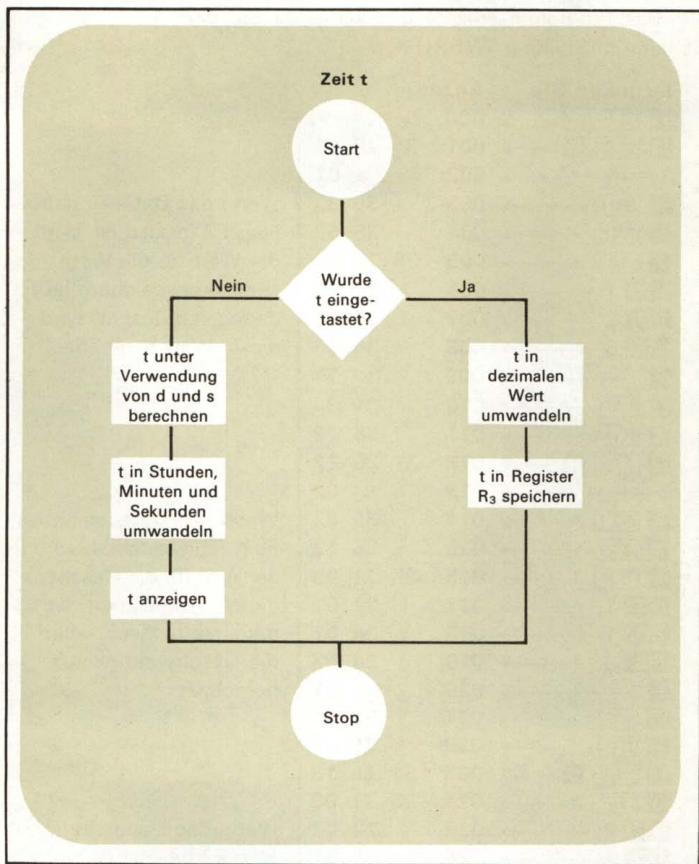 Zeit t
Start
Wurde
t einge-
tastet?
Nein
Ja
t unter
Verwendung
von d und s
berechnen
t in Stunden,
Minuten und
Sekunden
umwandeln
t anzeigen
t in
dezimalen
Wert
umwandeln
t in Register
R₃ speichern
Stop